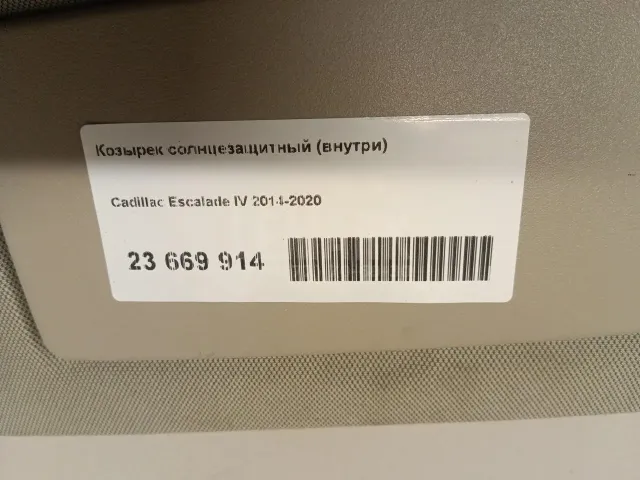 Козырек солнцезащитный (внутри)
Cadillac Escalade IV 2014-2020
23 669 914